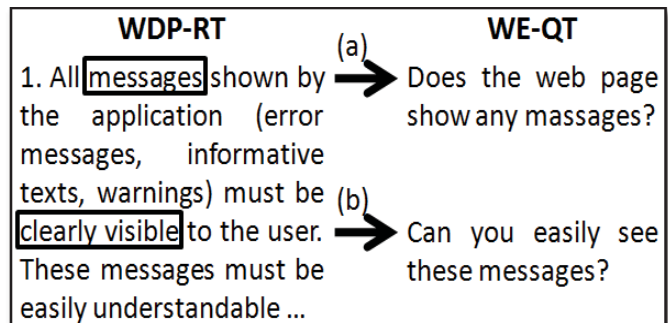 WDP-RT
1. All messages shown by
the application (error
messages, informative
texts, warnings) must be
clearly visible to the user.
These messages must be
easily understandable ...
(a)
(b)
WE-QT
Does the web page
show any massages?
Can you easily see
these messages?